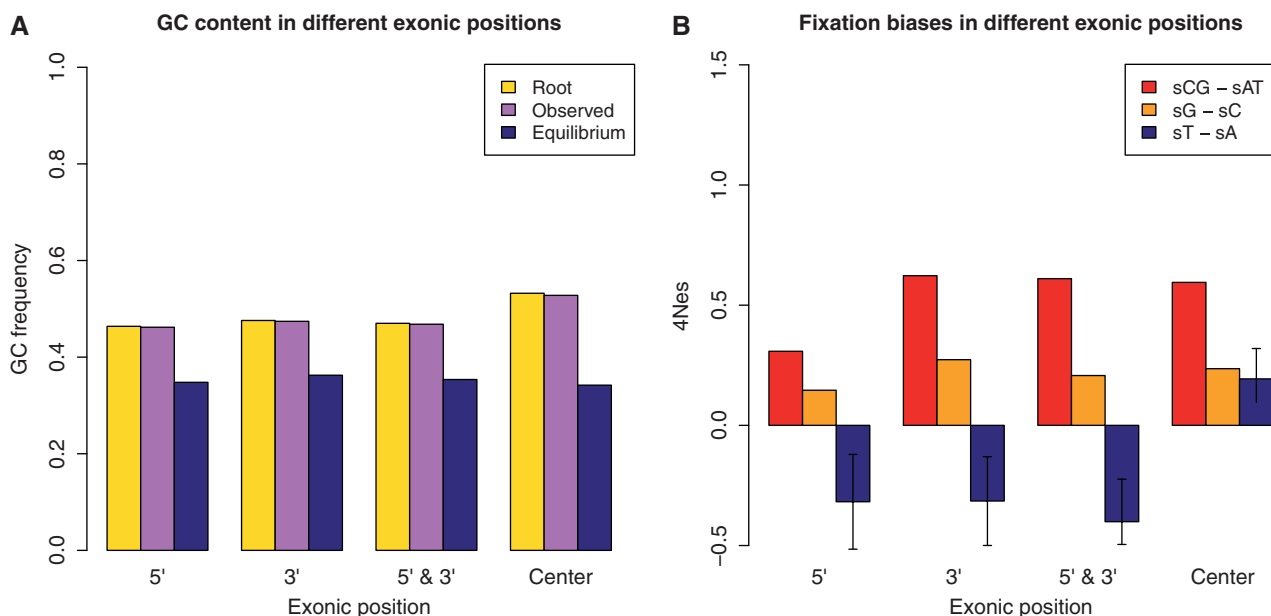 A
GC content in different exonic positions
Root
Observed
Equilibrium
GC frequency
1.0
0.8
0.6
0.4
0.2
0.0
5'
3'
5' & 3'
Center
Exonic position
B
Fixation biases in different exonic positions
sCG – sAT
sG – sC
sT – sA
4Nes
1.5
1.0
0.5
0.0
−0.5
5'
3'
5' & 3'
Center
Exonic position